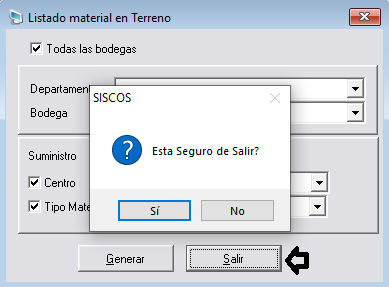 Listado material en Terreno
Todas las bodegas
Departamen
SISCOS
Bodega
Esta Seguro de Salir?
Suministro
Centro
Tipo Mate
Sí
No
Generar
Salir